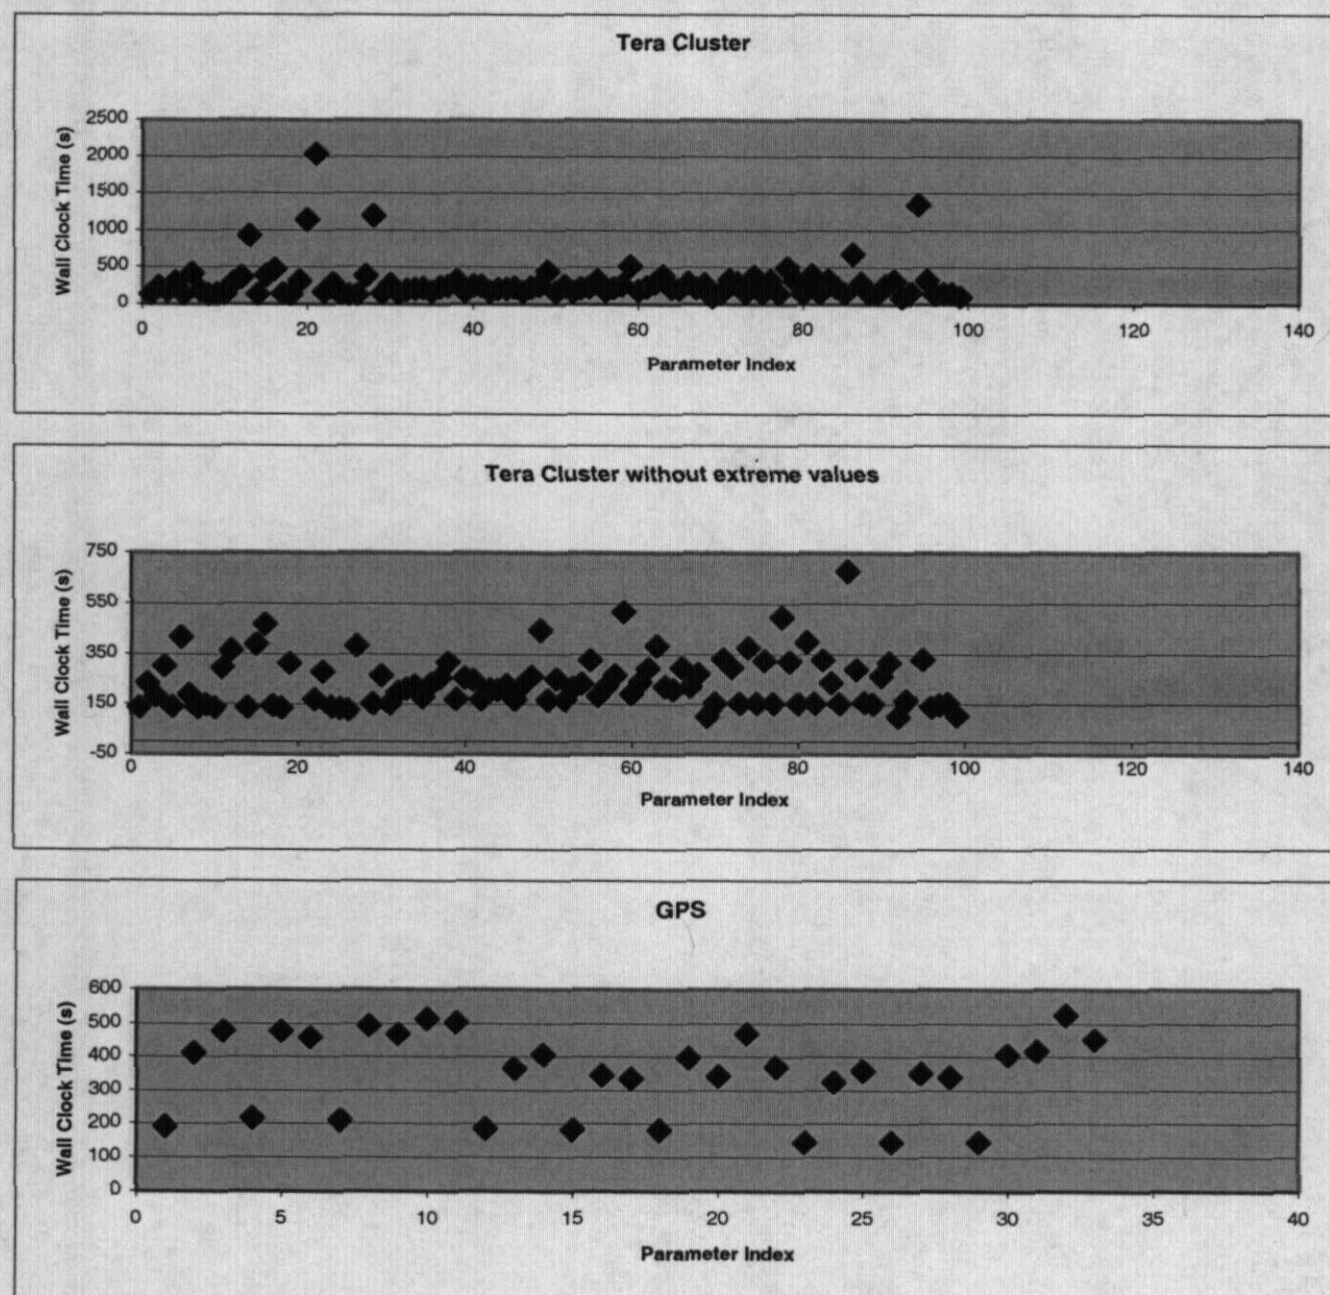 Tera Cluster
Wall Clock Time (s)
2500
2000
1500
1000
500
0
0 20 40 60 80 100 120 140
Parameter Index
Tera Cluster without extreme values
Wall Clock Time (s)
750
550
350
150
-50
0 20 40 60 80 100 120 140
Parameter Index
GPS
Wall Clock Time (s)
600
500
400
300
200
100
0
0 5 10 15 20 25 30 35 40
Parameter Index